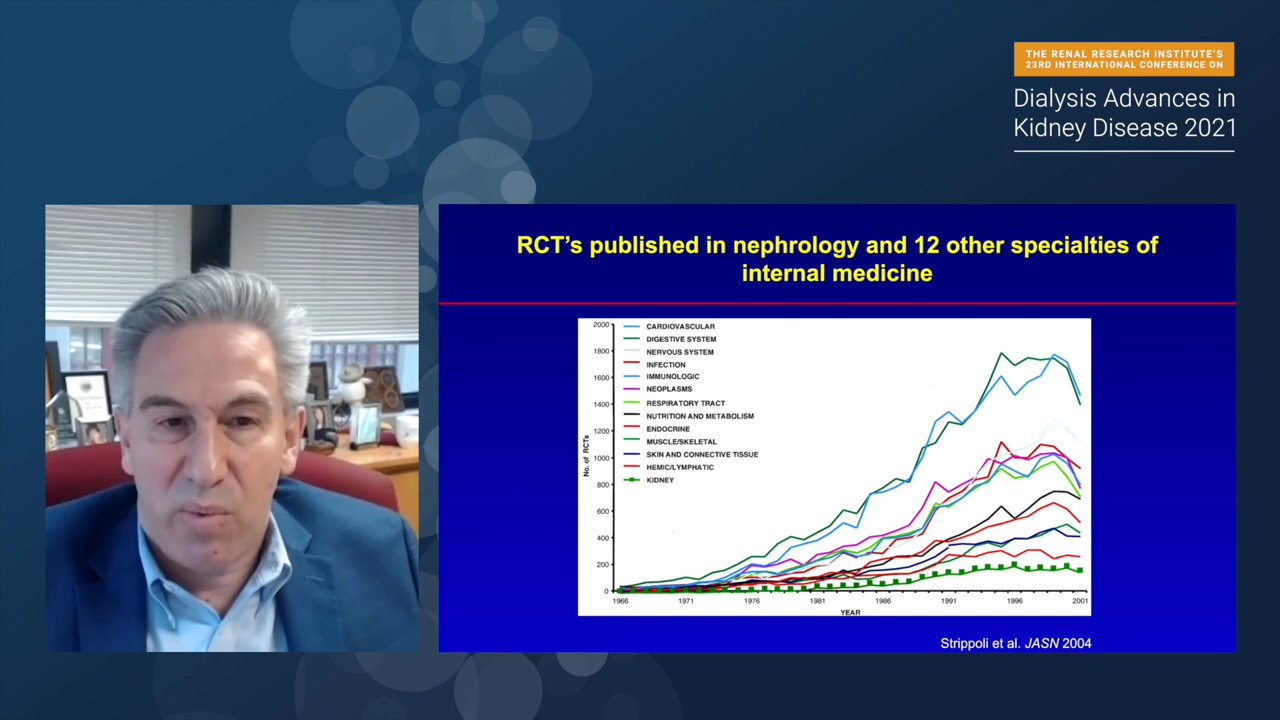 THE RENAL RESEARCH INSTITUTE'S
23RD INTERNATIONAL CONFERENCE ON
Dialysis Advances in
Kidney Disease 2021
RCT's published in nephrology and 12 other specialties of
internal medicine
2000
1800
1600
1400
1200
1000
800
600
400
200
0
No. of RCTs
CARDIOVASCULAR
DIGESTIVE SYSTEM
NERVOUS SYSTEM
INFECTION
IMMUNOLOGIC
NEOPLASMS
RESPIRATORY TRACT
NUTRITION AND METABOLISM
ENDOCRINE
MUSCLE/SKELETAL
SKIN AND CONNECTIVE TISSUE
HEMIC/LYMPHATIC
KIDNEY
1966 1971 1976 1981 1986 1991 1996 2001
YEAR
Strippoli et al. JASN 2004